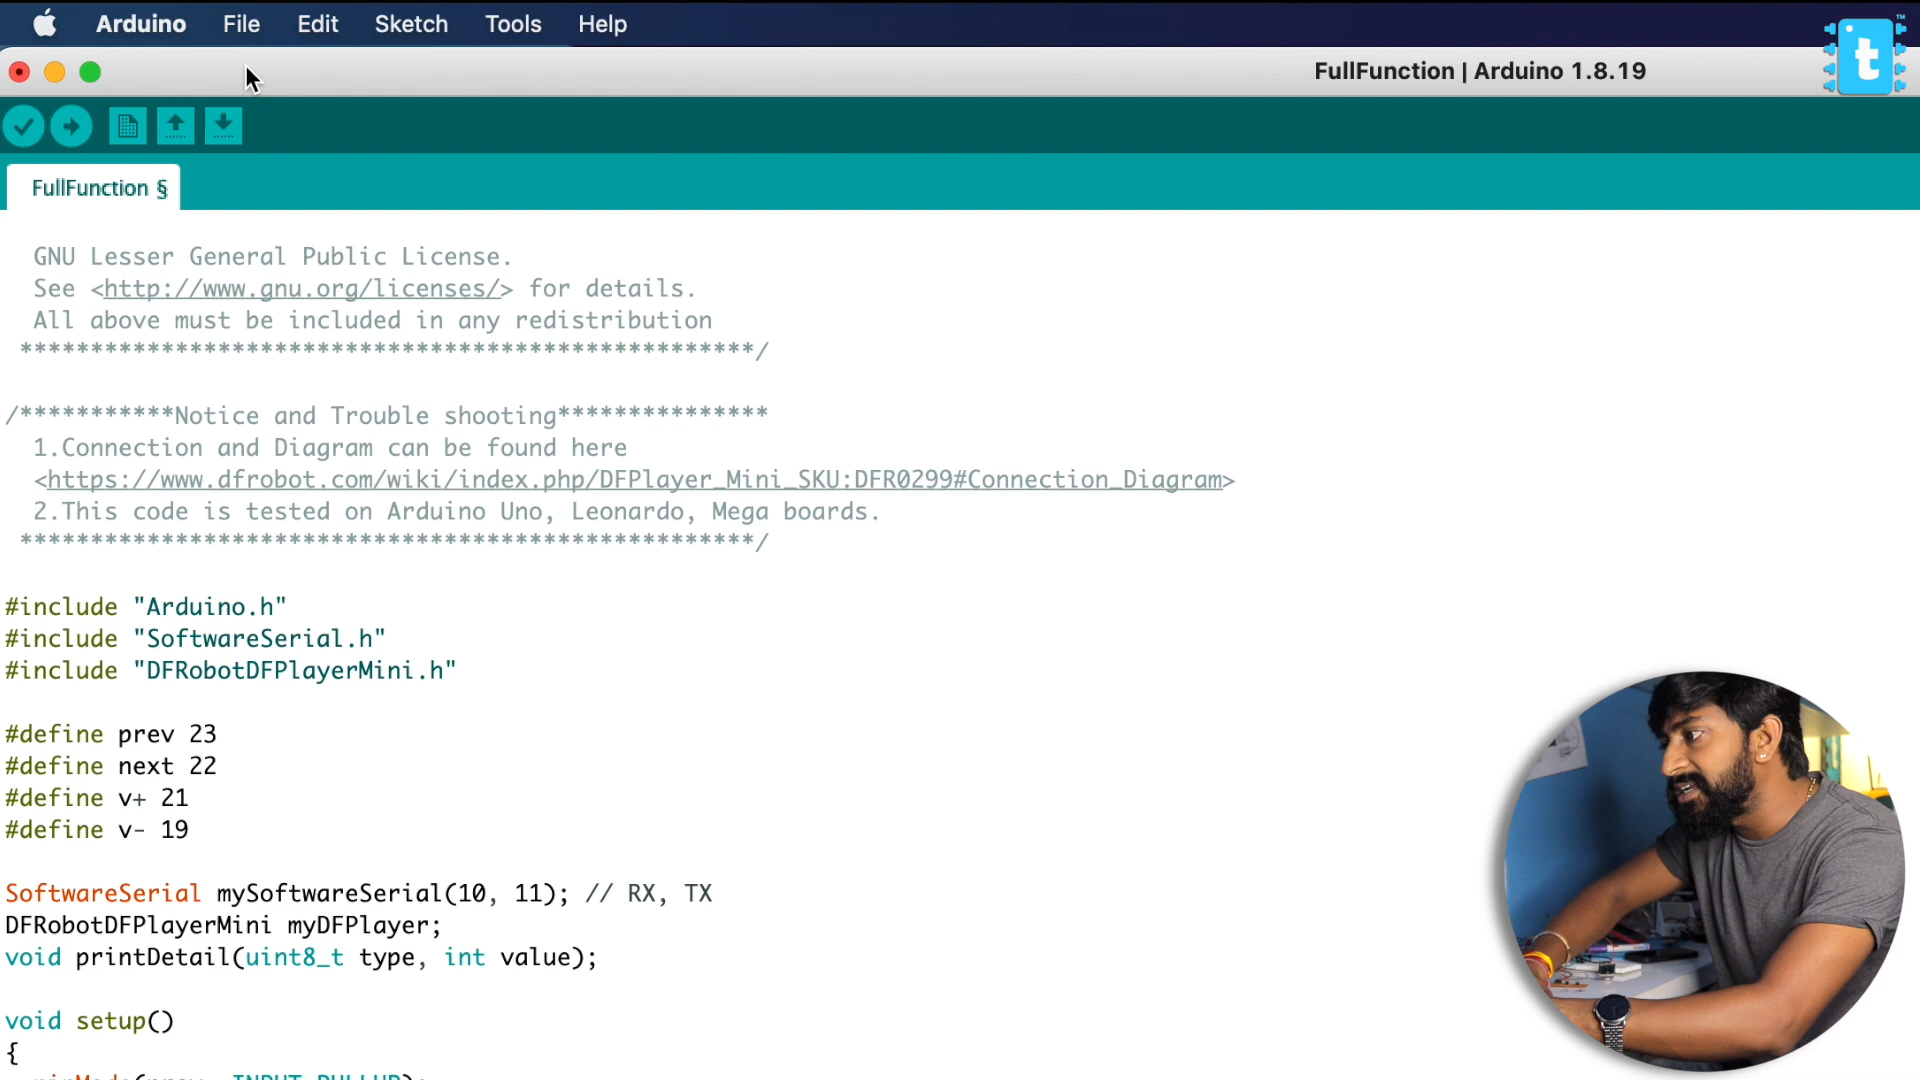 Arduino File Edit Sketch Tools Help
t ™
FullFunction | Arduino 1.8.19
FullFunction §
GNU Lesser General Public License.
See <http://www.gnu.org/licenses/> for details.
All above must be included in any redistribution
****************************************************/
/***********Notice and Trouble shooting***************
1.Connection and Diagram can be found here
<https://www.dfrobot.com/wiki/index.php/DFPlayer_Mini_SKU:DFR0299#Connection_Diagram>
2.This code is tested on Arduino Uno, Leonardo, Mega boards.
****************************************************/
#include "Arduino.h"
#include "SoftwareSerial.h"
#include "DFRobotDFPlayerMini.h"
#define prev 23
#define next 22
#define v+ 21
#define v- 19
SoftwareSerial mySoftwareSerial(10, 11); // RX, TX
DFRobotDFPlayerMini myDFPlayer;
void printDetail(uint8_t type, int value);
void setup()
{
pinMode(prev, INPUT_PULLUP);